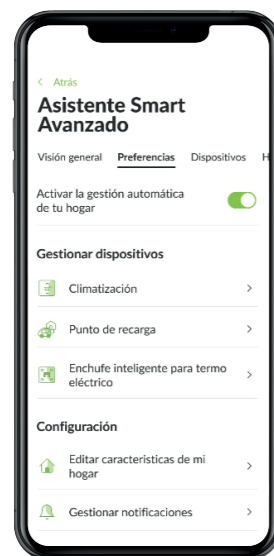 < Atrás
Asistente Smart
Avanzado
Visión general Preferencias Dispositivos H
Activar la gestión automática
de tu hogar
Gestionar dispositivos
Climatización >
Punto de recarga >
Enchufe inteligente para termo
eléctrico >
Configuración
Editar caracteristicas de mi
hogar >
Gestionar notificaciones >